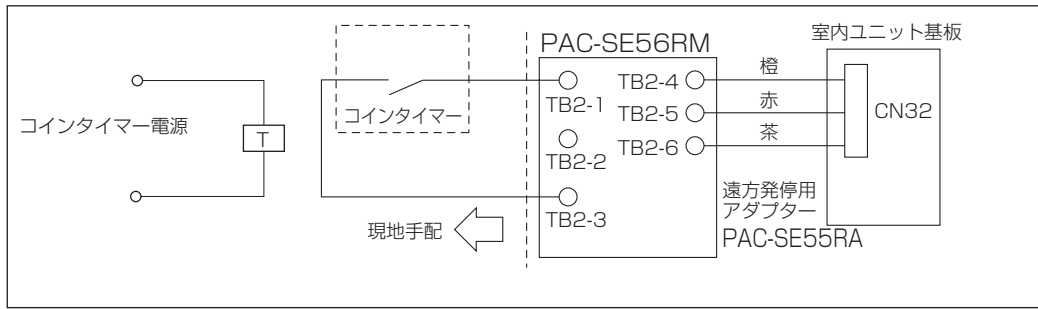 室内ユニット基板
PAC-SE56RM
橙
TB2-4
TB2-1
コインタイマー
赤
TB2-5
CN32
コインタイマー電源
T
茶
TB2-6
TB2-2
遠方発停用
アダプター
PAC-SE55RA
TB2-3
現地手配